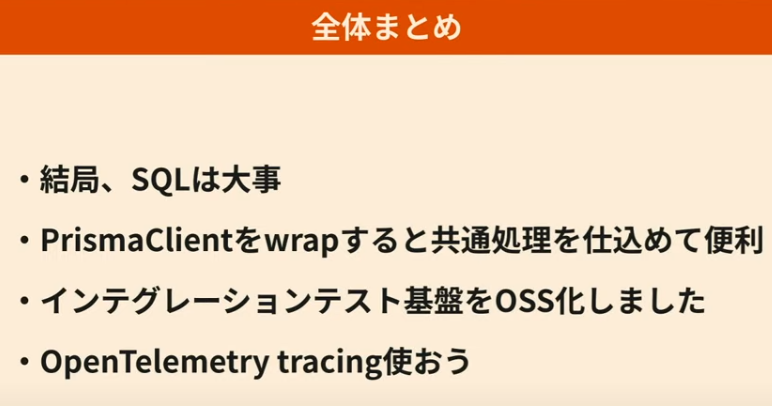 全体まとめ
・結局、SQLは大事
・PrismaClientをwrapすると共通処理を仕込めて便利
・インテグレーションテスト基盤をOSS化しました
・OpenTelemetry tracing使おう